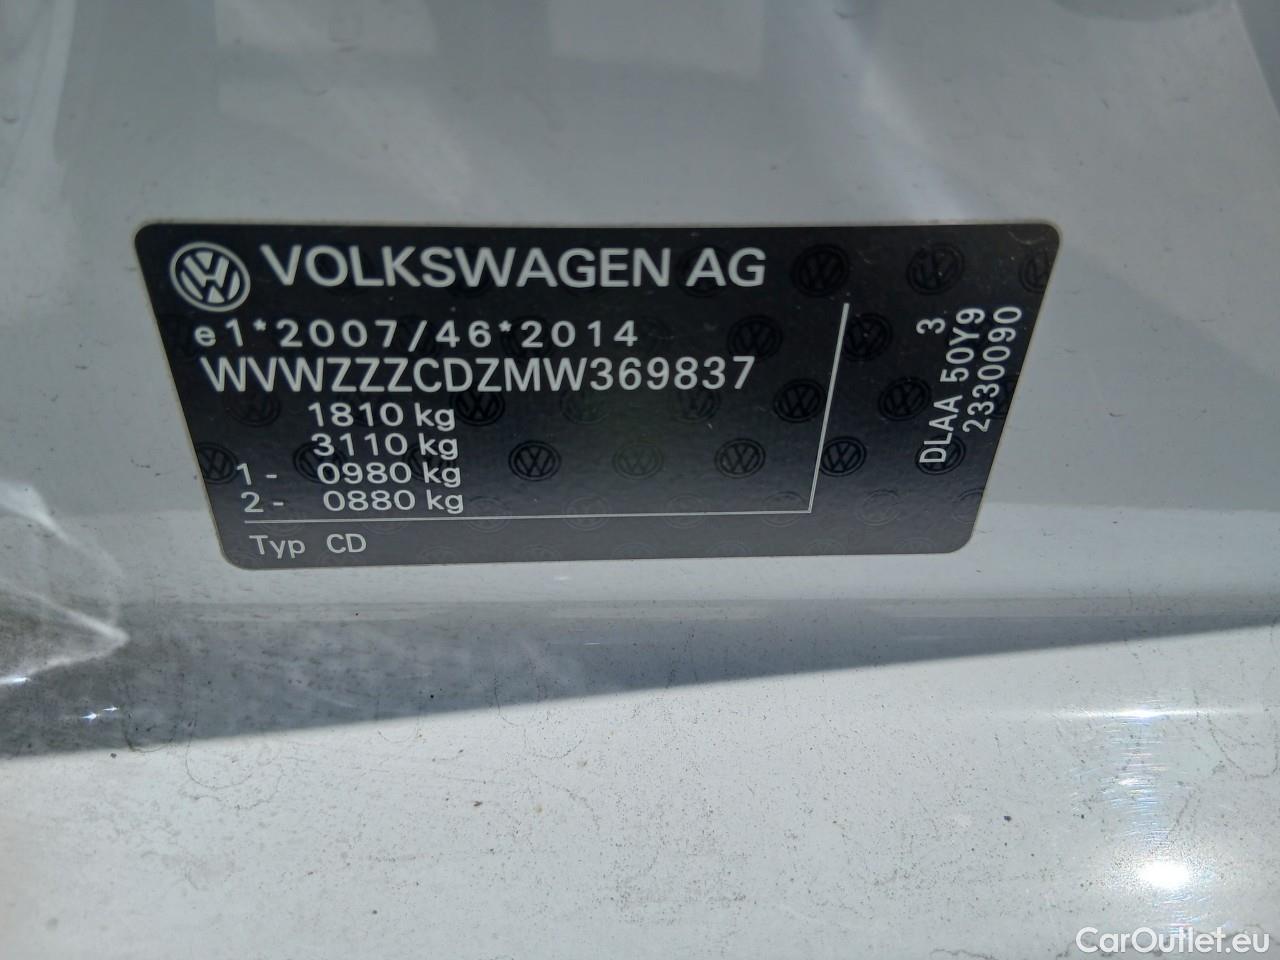 VOLKSWAGEN AG
e1*2007/46*2014
WVWZZZCDZMW369837
1810 kg
3110 kg
1 - 0980 kg
2 - 0880 kg
Typ CD
3
DLAA 50Y9
2330090
CarOutlet.eu